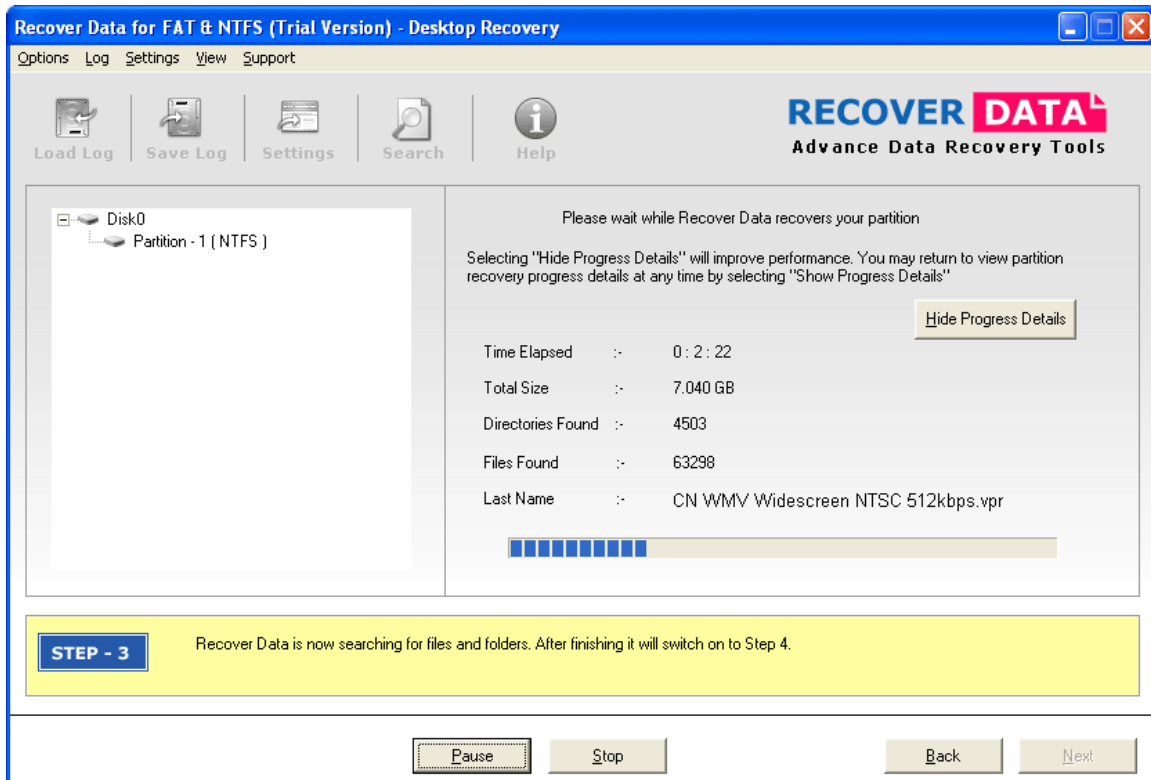 Recover Data for FAT & NTFS (Trial Version) - Desktop Recovery
Options Log Settings View Support
Load Log Save Log Settings Search Help
RECOVER DATA
Advance Data Recovery Tools
Disk0
Partition - 1 ( NTFS )
Please wait while Recover Data recovers your partition
Selecting "Hide Progress Details" will improve performance. You may return to view partition
recovery progress details at any time by selecting "Show Progress Details"
Hide Progress Details
Time Elapsed :- 0 : 2 : 22
Total Size :- 7.040 GB
Directories Found :- 4503
Files Found :- 63298
Last Name :- CN WMV Widescreen NTSC 512kbps.vpr
STEP - 3
Recover Data is now searching for files and folders. After finishing it will switch on to Step 4.
Pause Stop Back Next